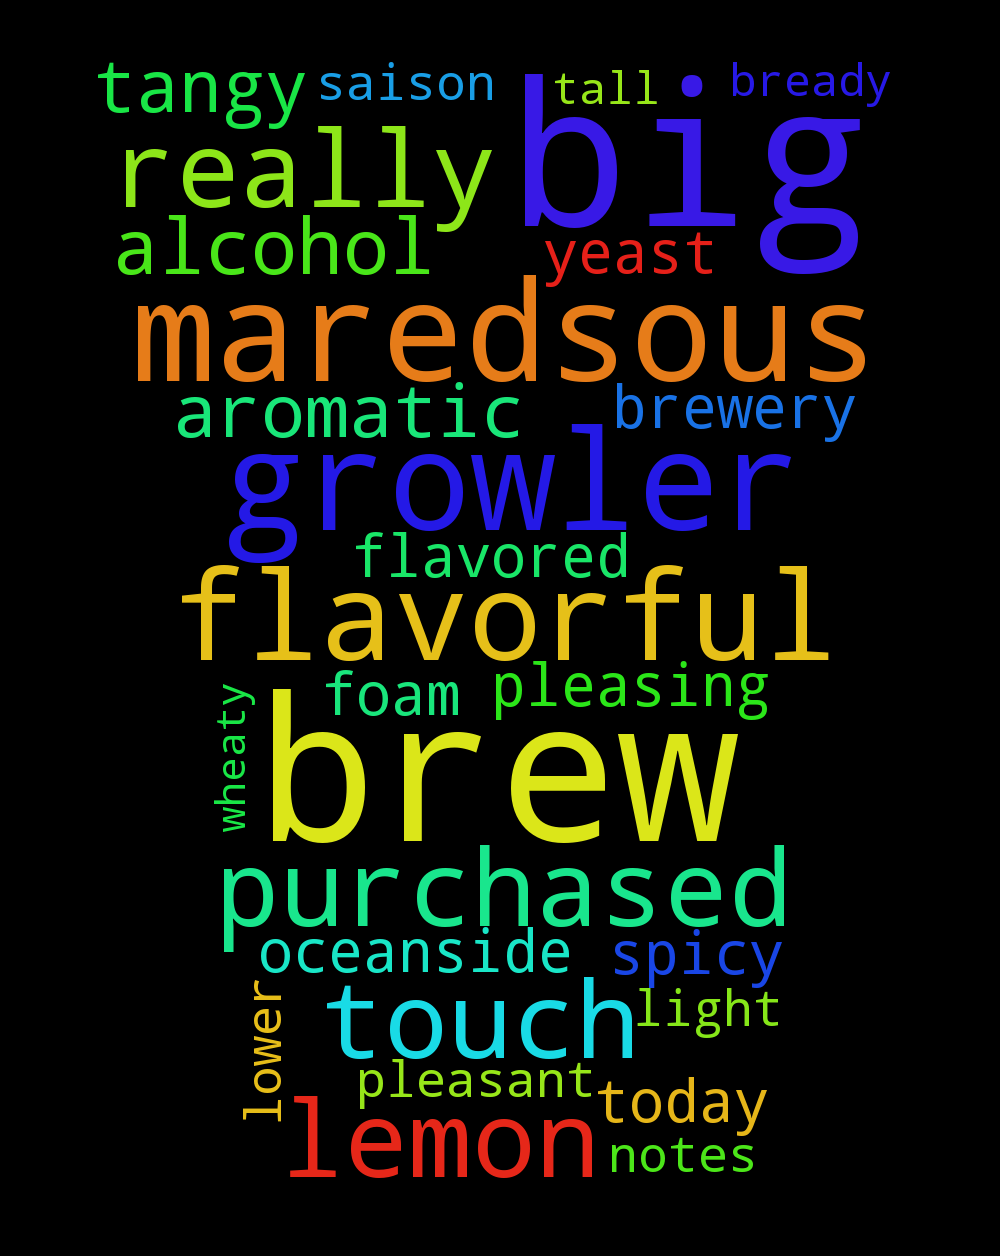 tangy saison tall bready
really big
alcohol yeast
maredsous
aromatic brewery
growler
flavored
flavorful
foam pleasing
wheaty
brew
purchased
oceanside spicy
touch light
lower
pleasant today
lemon notes